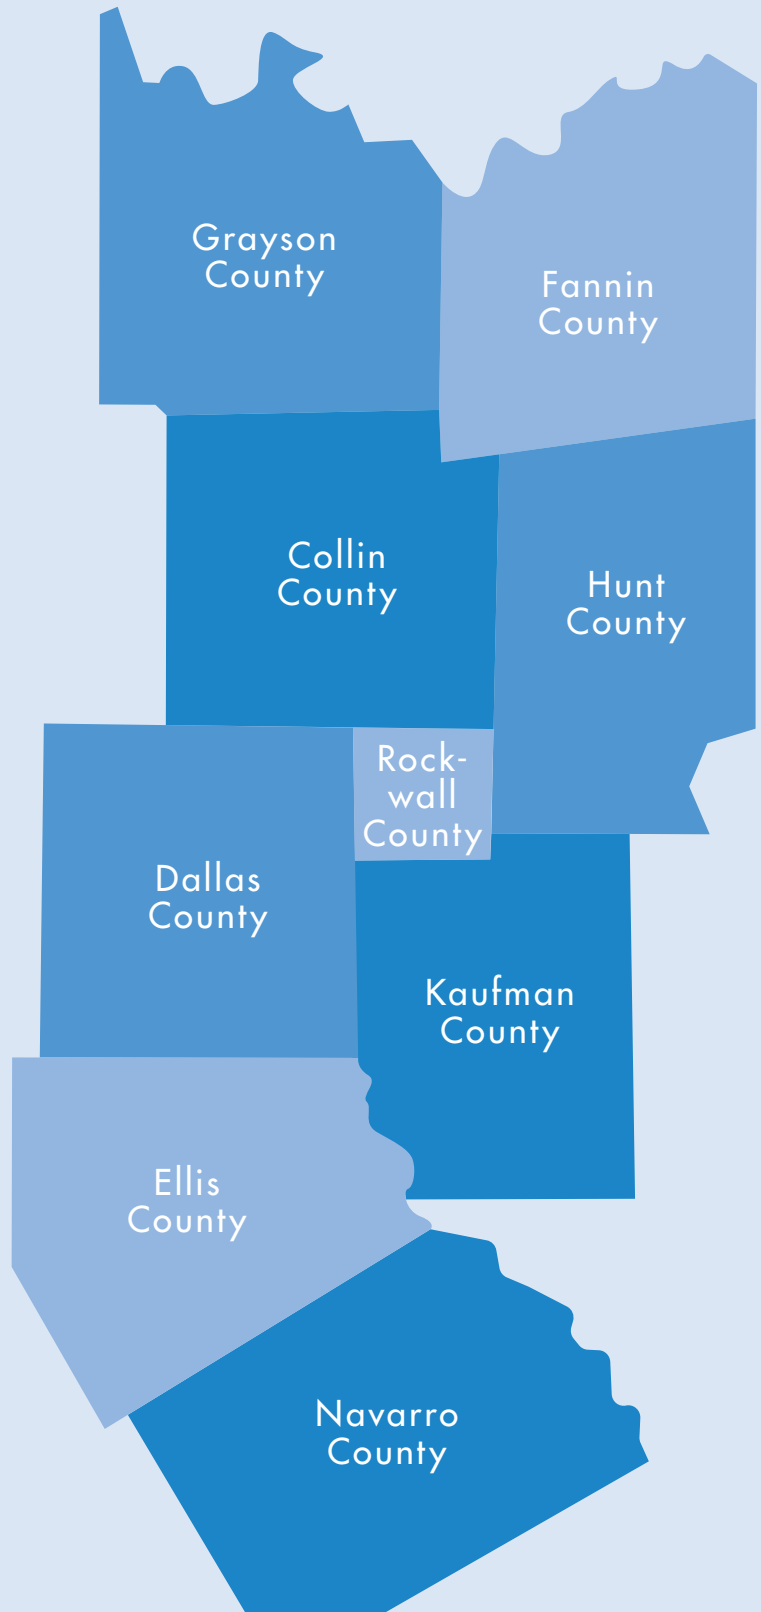 Grayson
County
Fannin
County
Collin
County
Hunt
County
Rock-
wall
County
Dallas
County
Kaufman
County
Ellis
County
Navarro
County